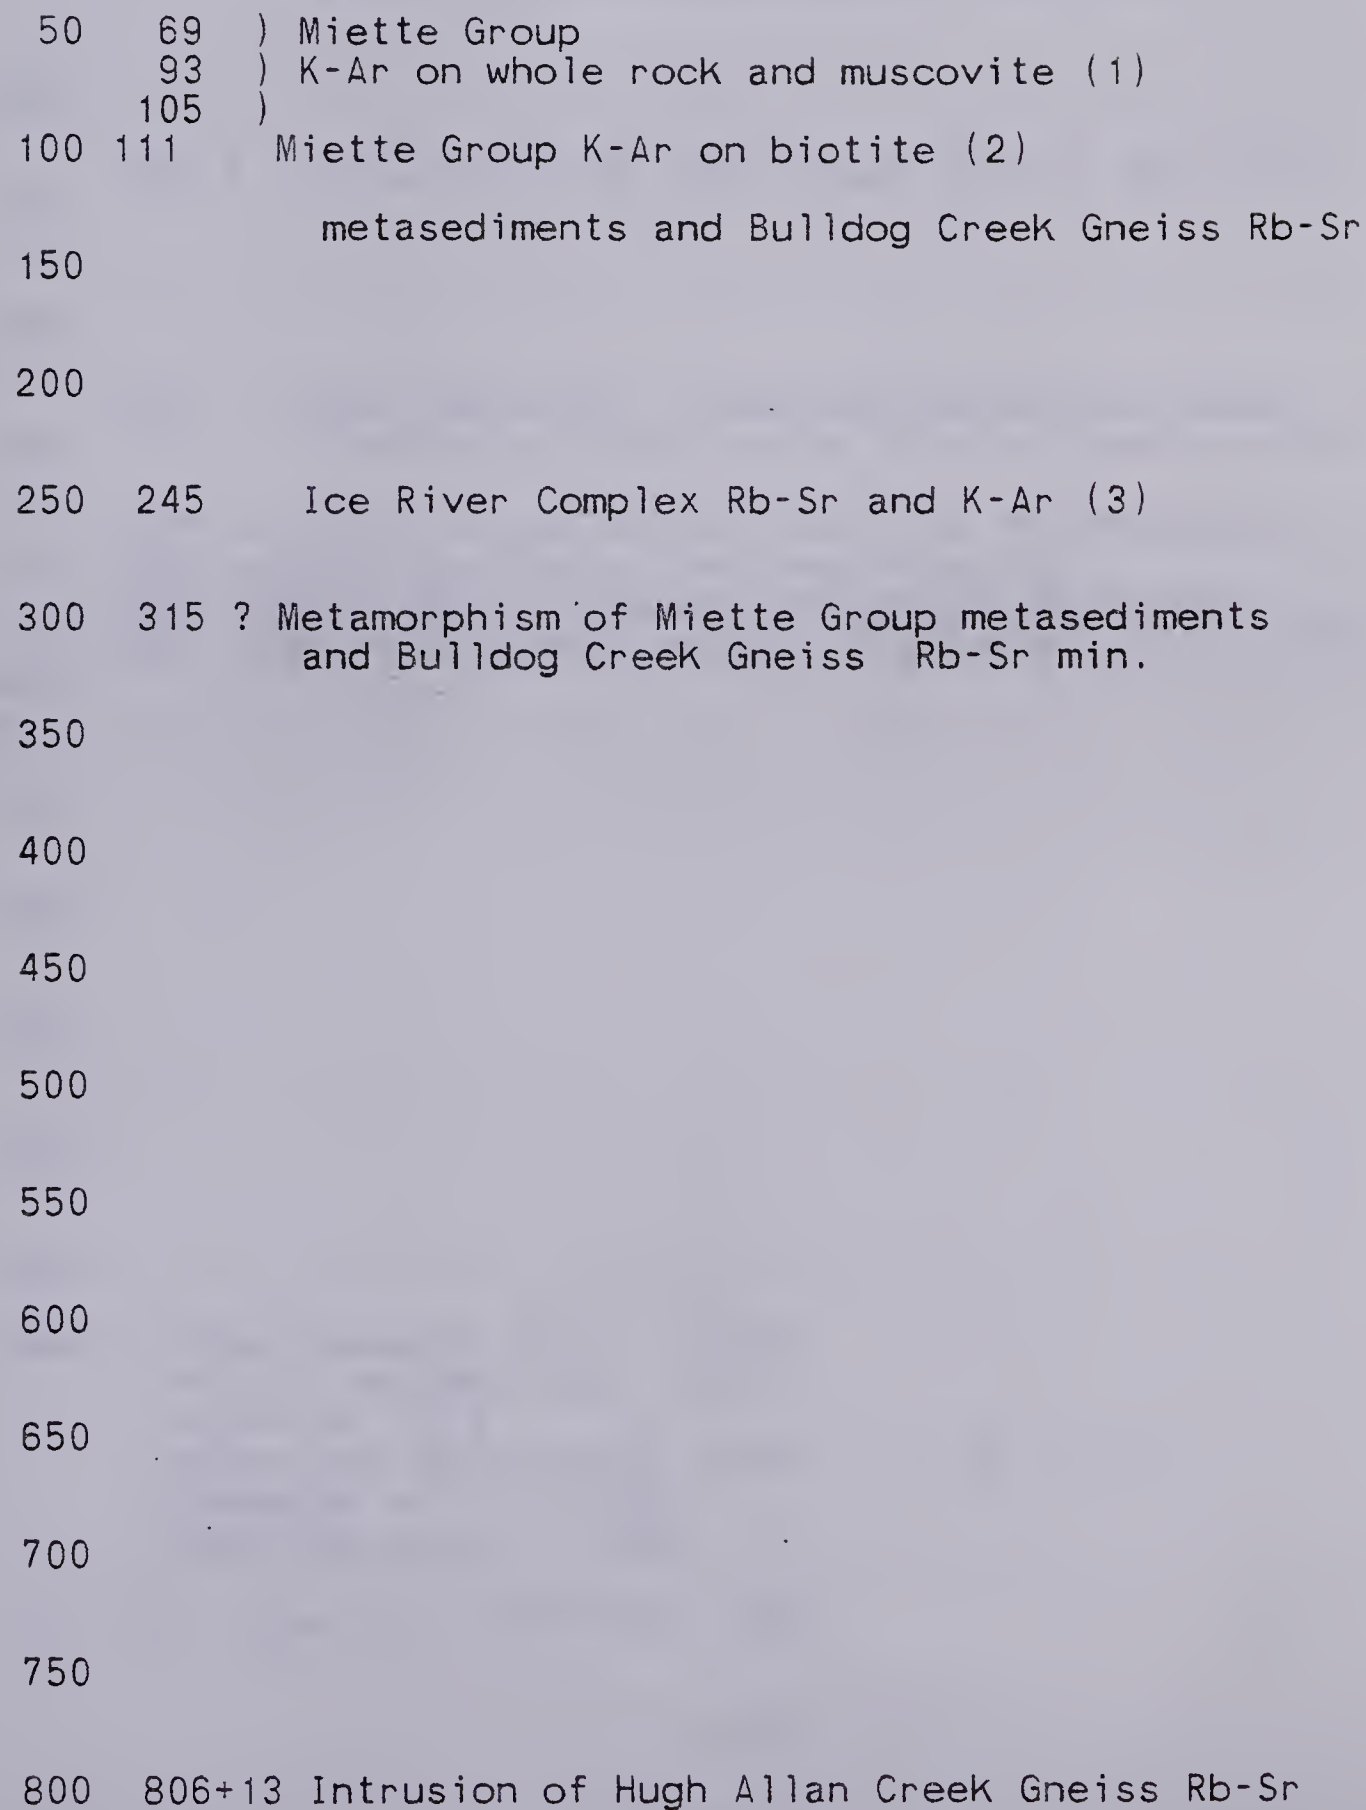 50 69 ) Miette Group
93 ) K-Ar on whole rock and muscovite (1)
105 )
100 111 Miette Group K-Ar on biotite (2)
metasediments and Bulldog Creek Gneiss Rb-Sr
150
200
250 245 Ice River Complex Rb-Sr and K-Ar (3)
300 315 ? Metamorphism of Miette Group metasediments
and Bulldog Creek Gneiss Rb-Sr min.
350
400
450
500
550
600
650
700
750
800 806+13 Intrusion of Hugh Allan Creek Gneiss Rb-Sr